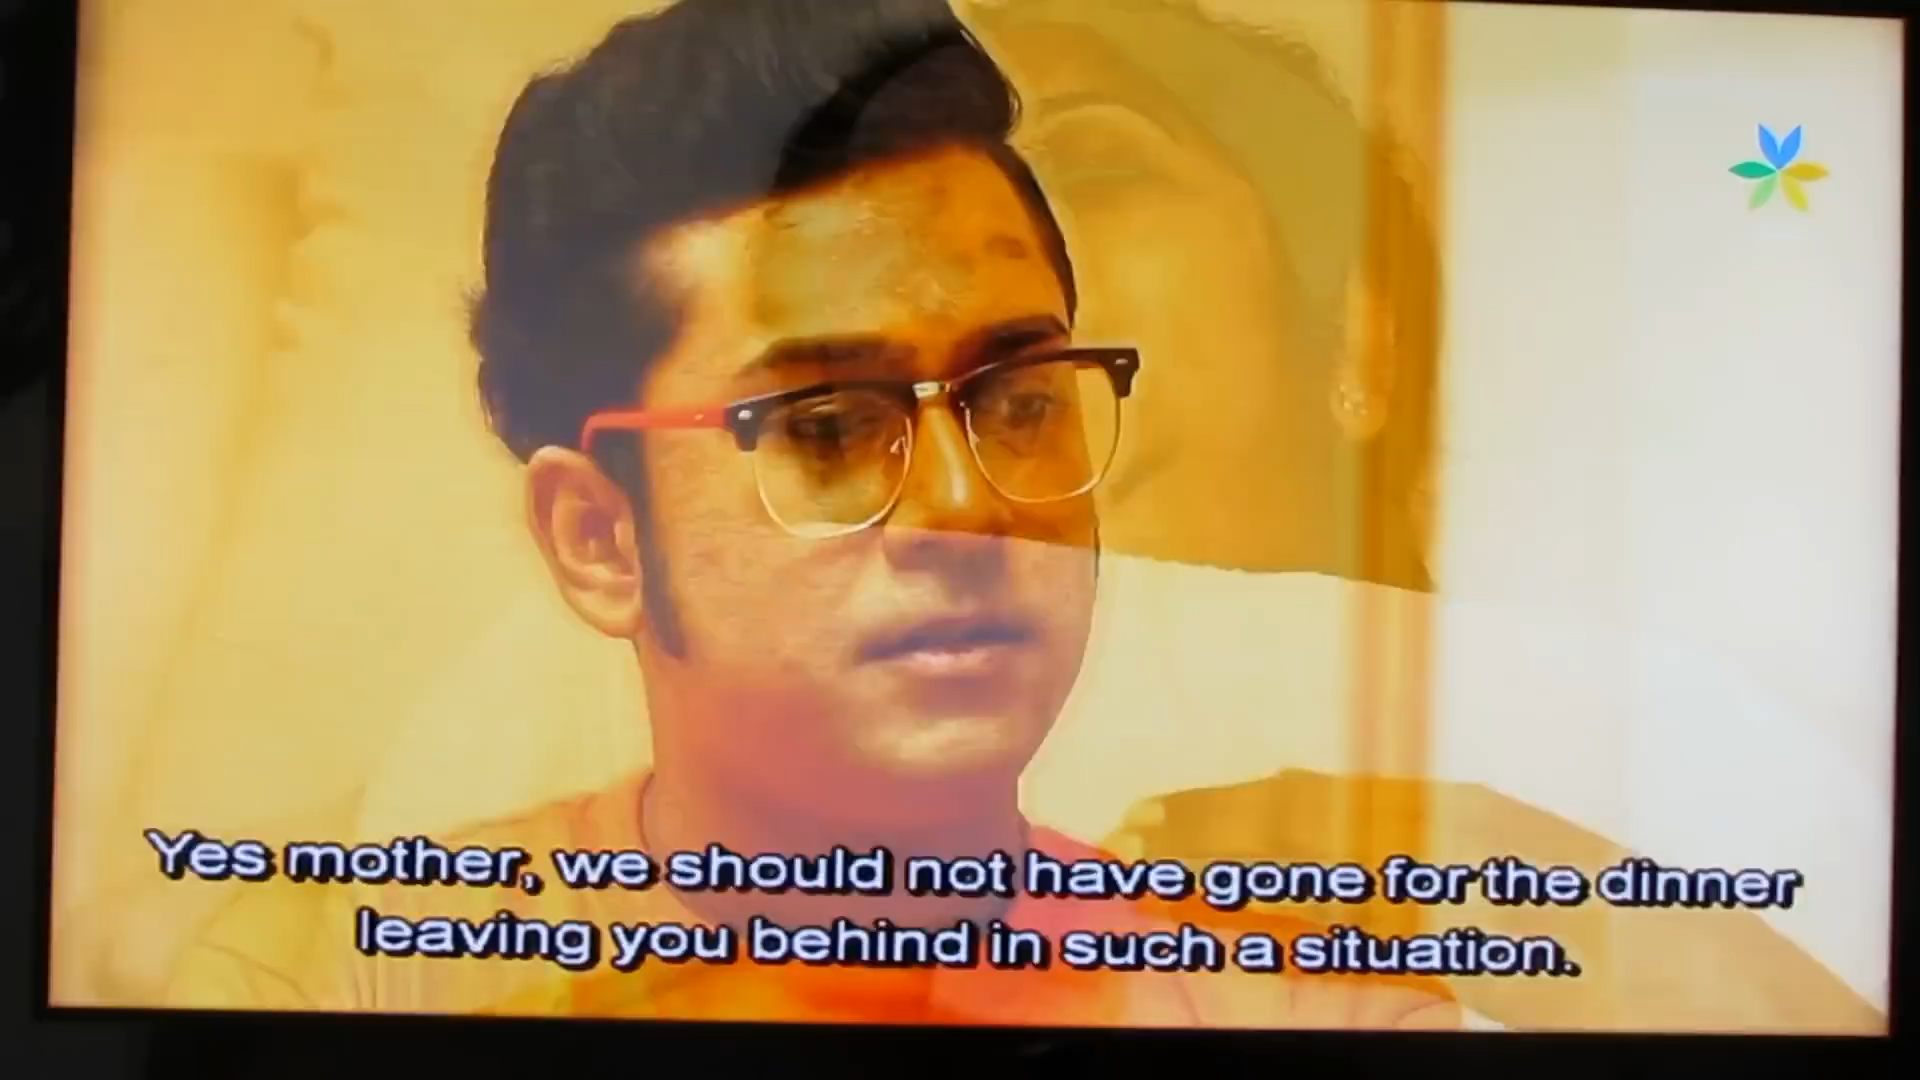 Yes mother, we should not have gone for the dinner
leaving you behind in such a situation.